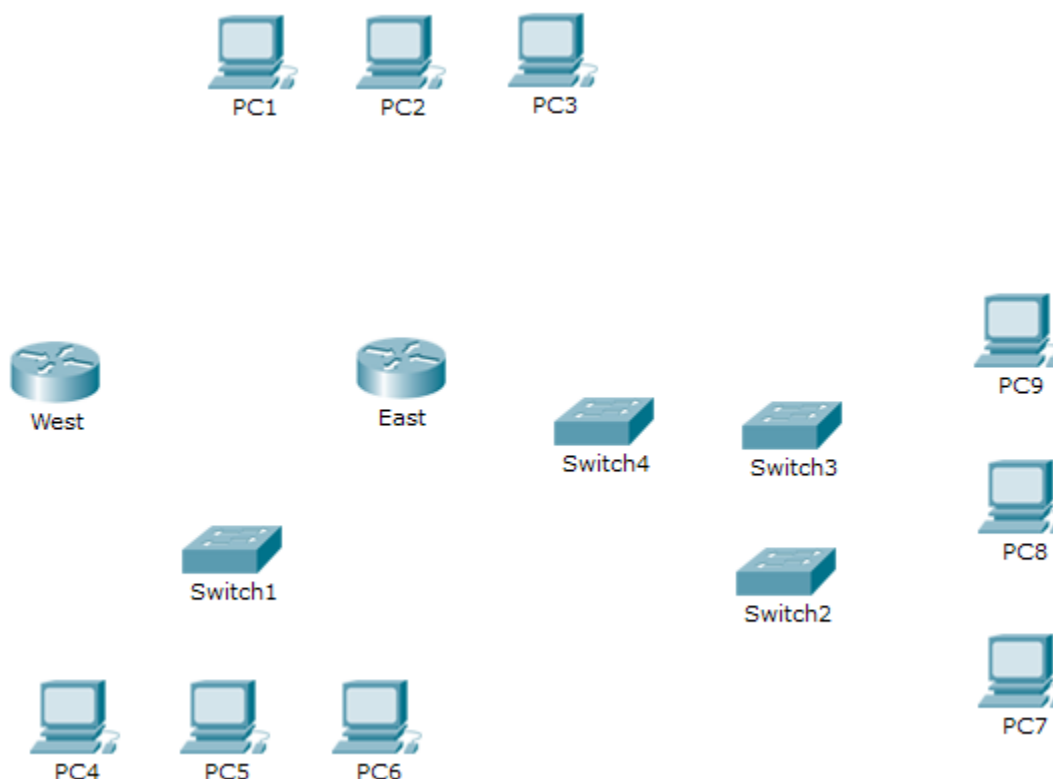 PC1
PC2
PC3
PC9
West
East
Switch4
Switch3
PC8
Switch1
Switch2
PC7
PC4
PC5
PC6